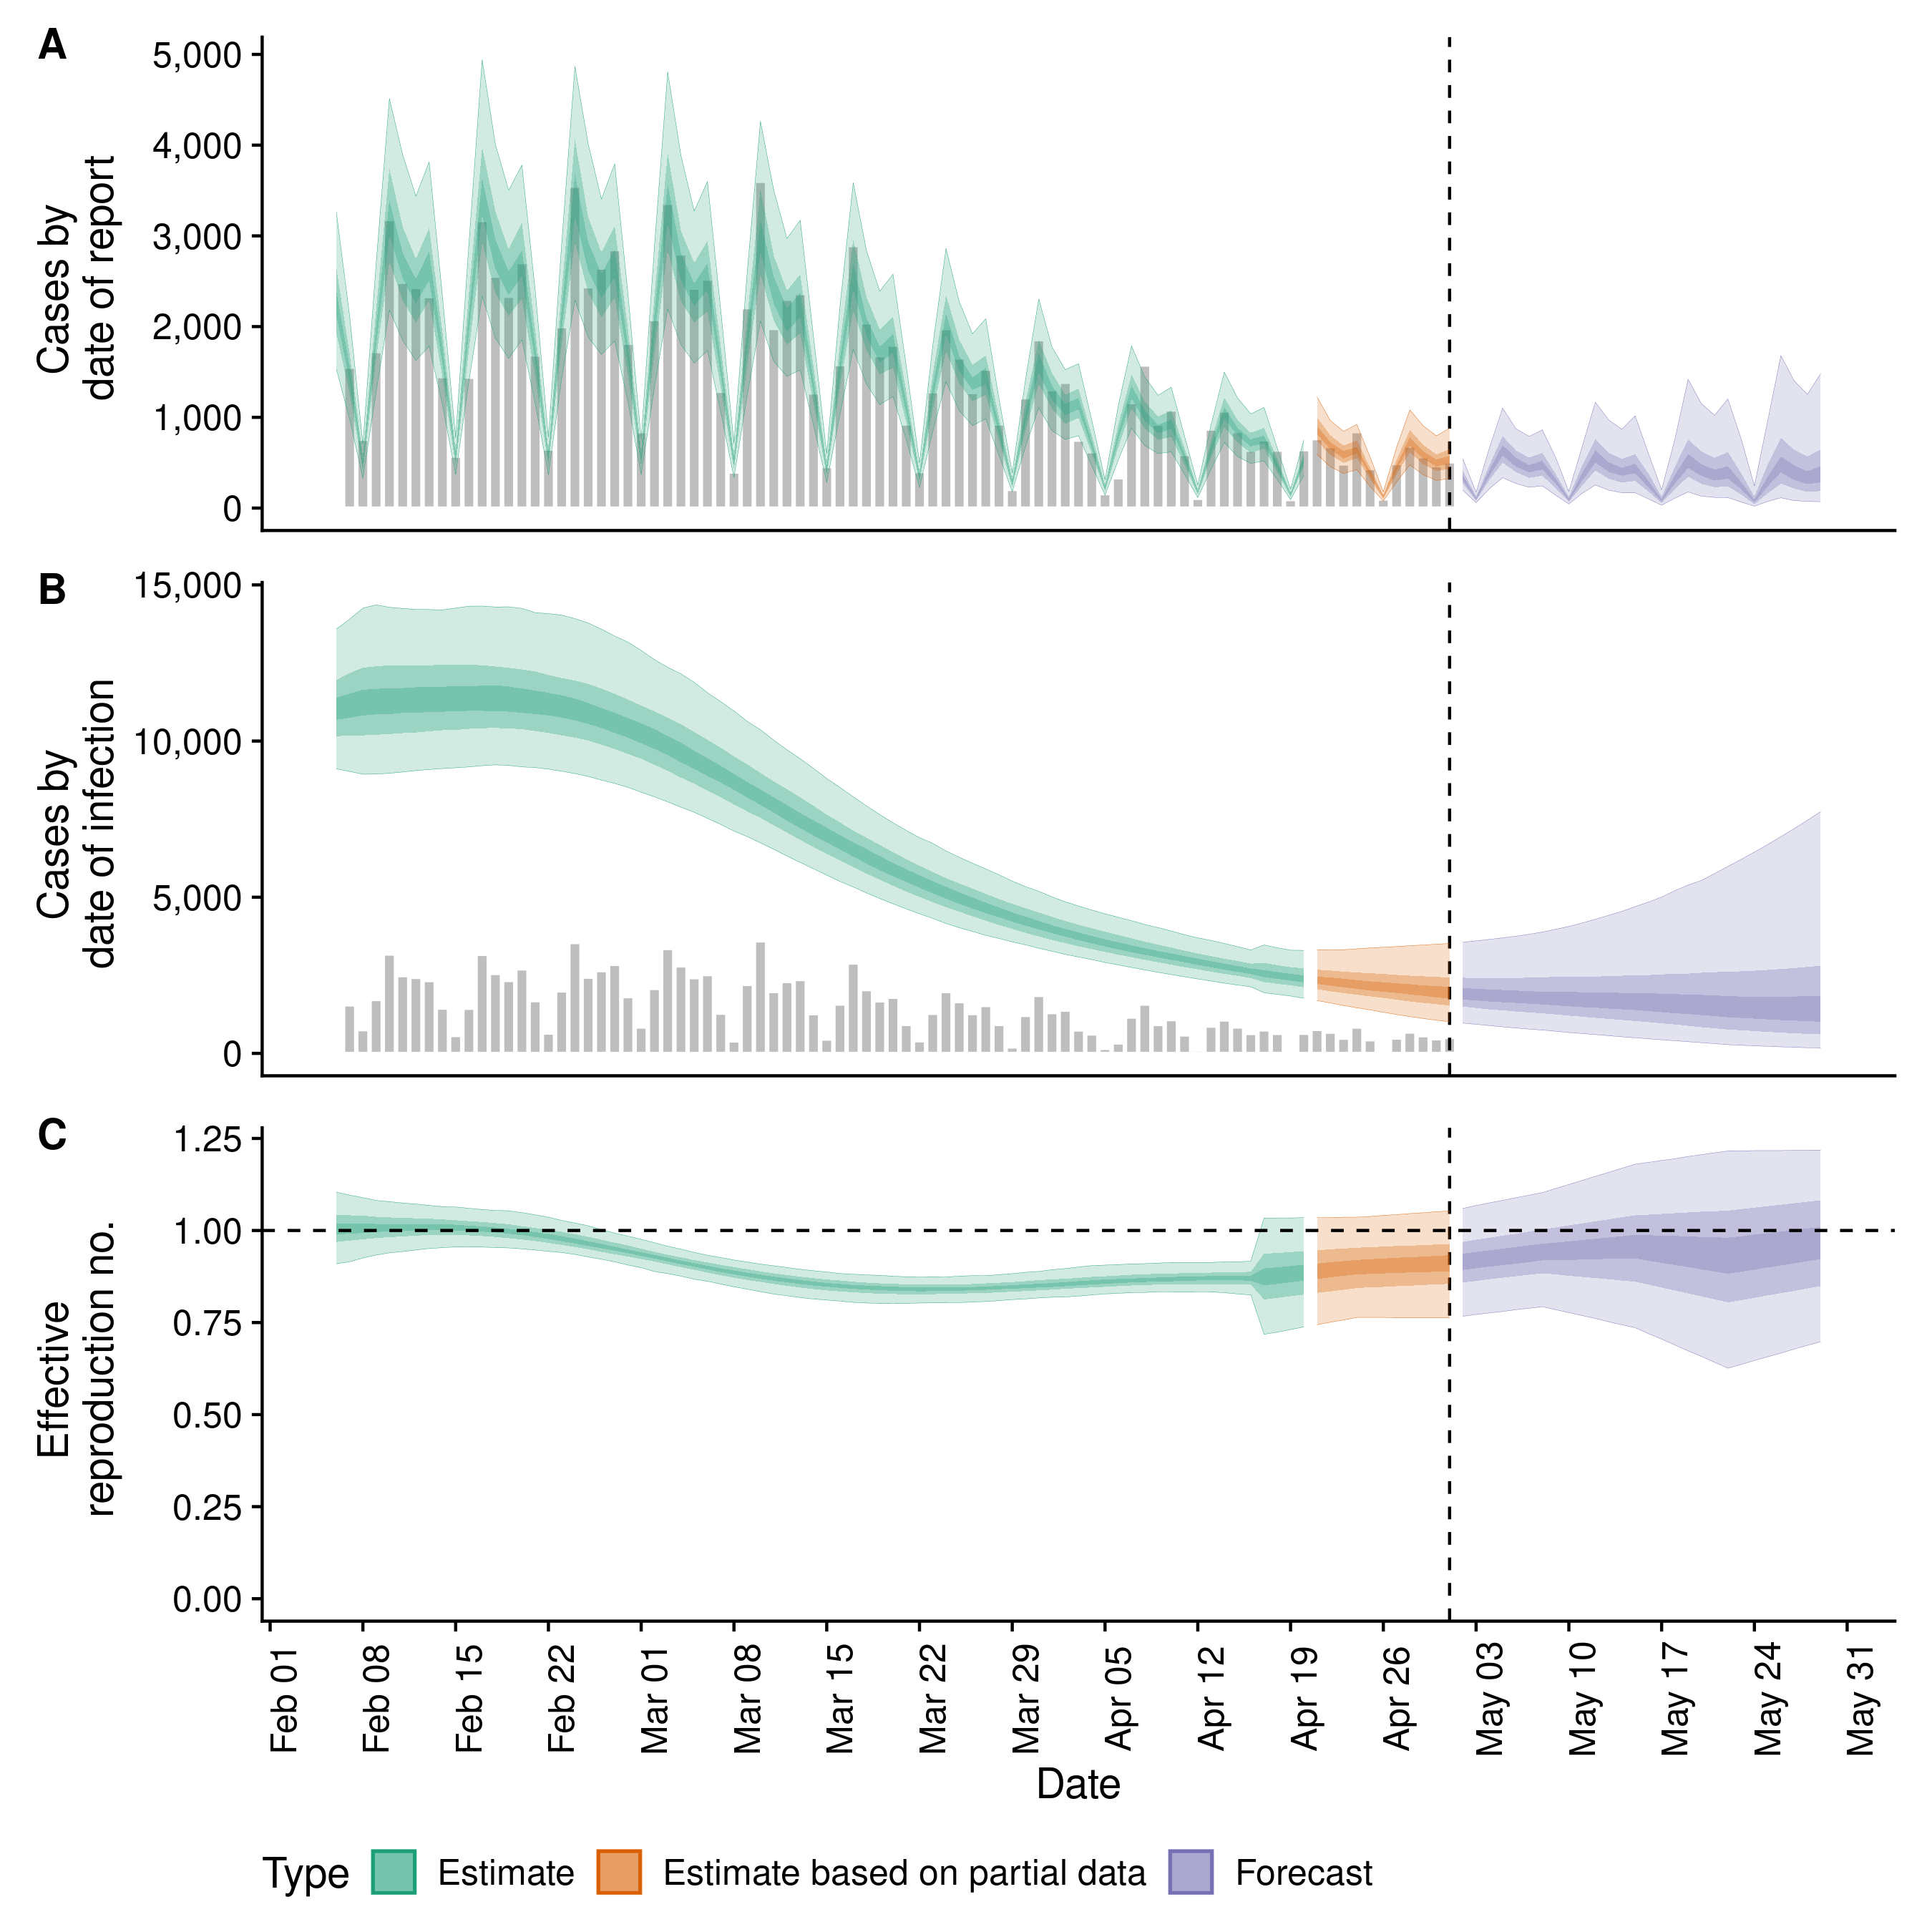 A
Cases by
date of report
5,000
4,000
3,000
2,000
1,000
0
B
Cases by
date of infection
15,000
10,000
5,000
0
C
Effective
reproduction no.
1.25
1.00
0.75
0.50
0.25
0.00
Feb 01
Feb 08
Feb 15
Feb 22
Mar 01
Mar 08
Mar 15
Mar 22
Mar 29
Apr 05
Apr 12
Apr 19
Apr 26
May 03
May 10
May 17
May 24
May 31
Date
Type Estimate Estimate based on partial data Forecast